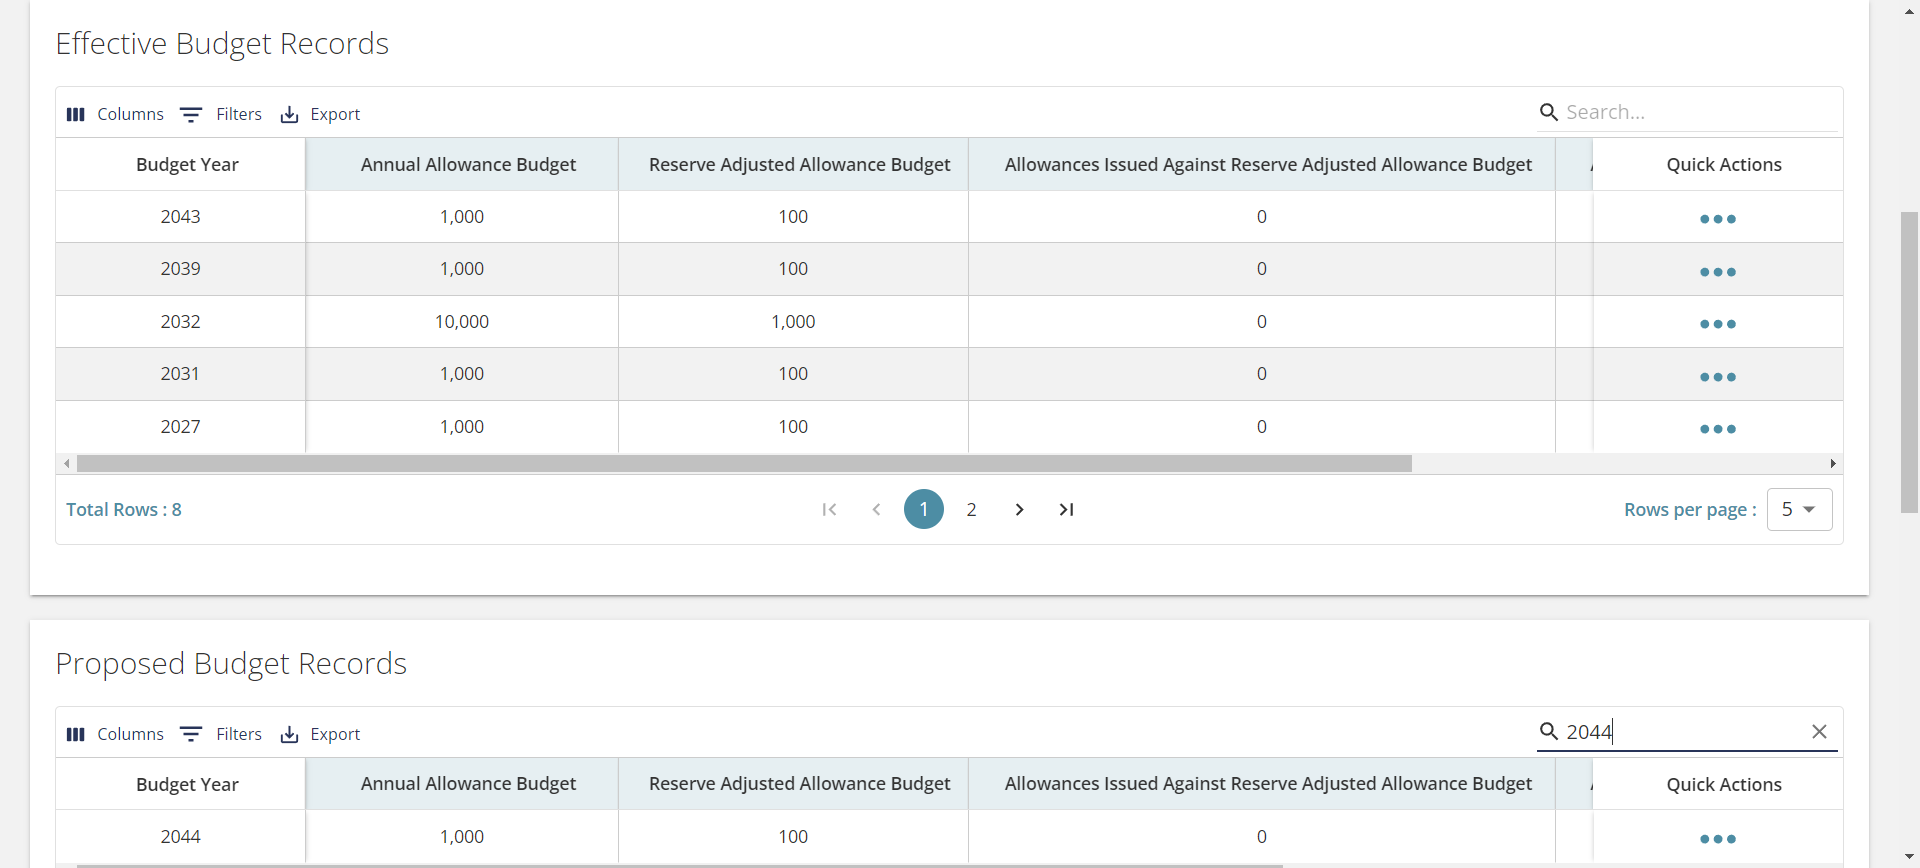 Effective Budget Records
Columns Filters Export Search...
Budget Year Annual Allowance Budget Reserve Adjusted Allowance Budget Allowances Issued Against Reserve Adjusted Allowance Budget Quick Actions
2043 1,000 100 0
2039 1,000 100 0
2032 10,000 1,000 0
2031 1,000 100 0
2027 1,000 100 0
Total Rows : 8 1 2 Rows per page : 5
Proposed Budget Records
Columns Filters Export 2044
Budget Year Annual Allowance Budget Reserve Adjusted Allowance Budget Allowances Issued Against Reserve Adjusted Allowance Budget Quick Actions
2044 1,000 100 0